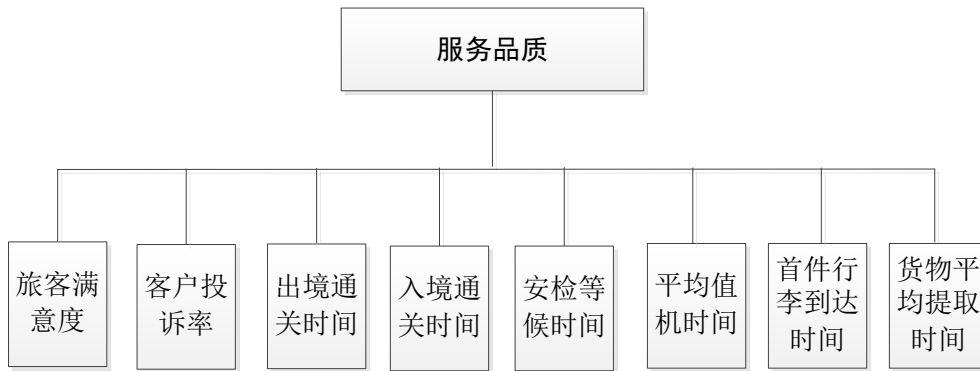 服务品质
旅客满
意度
客户投
诉率
出境通
关时间
入境通
关时间
安检等
候时间
平均值
机时间
首件行
李到达
时间
货物平
均提取
时间